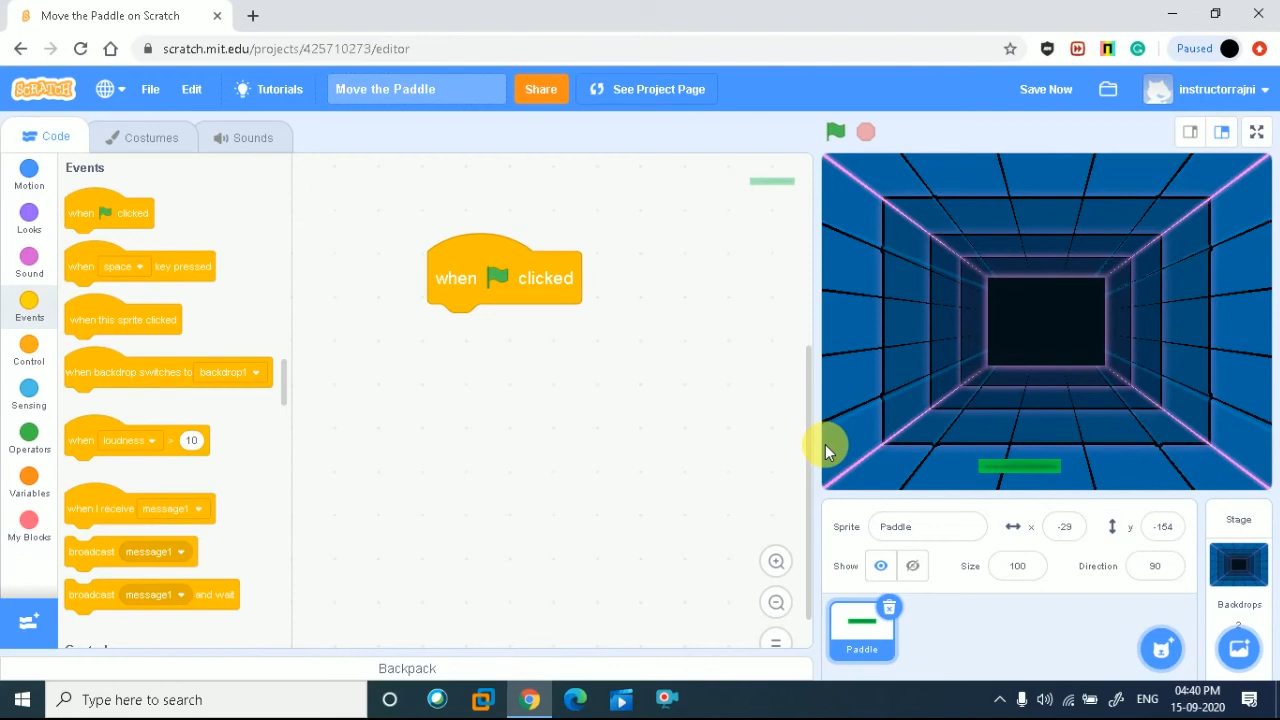 Move the Paddle on Scratch
scratch.mit.edu/projects/425710273/editor
Paused
SCRATCH
File
Edit
Tutorials
Move the Paddle
Share
See Project Page
Save Now
instructorrajni
Code
Costumes
Sounds
Motion
Looks
Sound
Events
Control
Sensing
Operators
Variables
My Blocks
Events
when clicked
when space key pressed
when this sprite clicked
when backdrop switches to backdrop1
when loudness > 10
when I receive message1
broadcast message1
broadcast message1 and wait
when clicked
Backpack
Sprite Paddle x -29 y -154
Show Size 100 Direction 90
Paddle
Stage
Backdrops
2
Type here to search
ENG
04:40 PM
15-09-2020